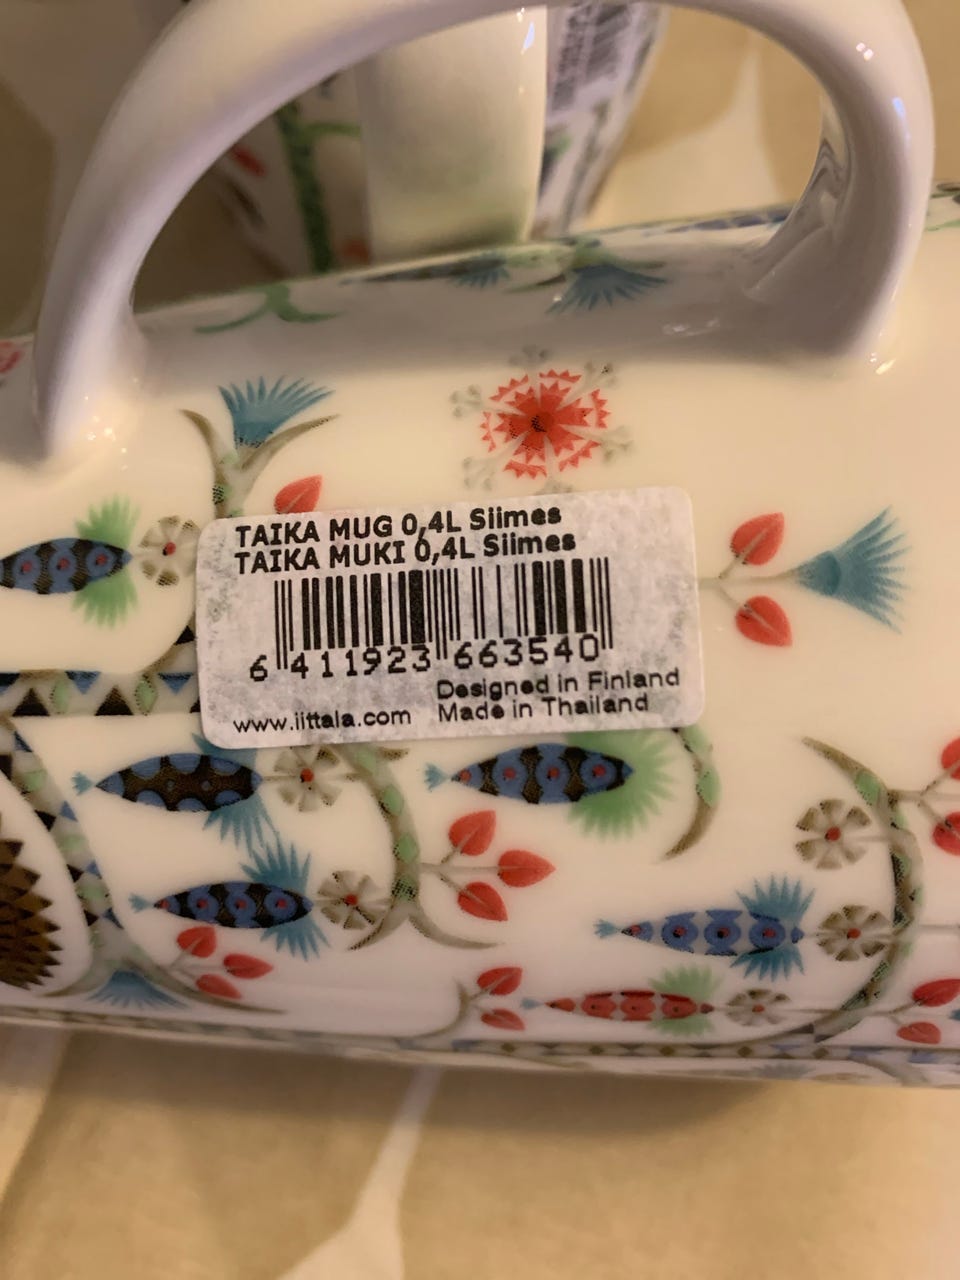 TAIKA MUG 0,4L Siimes
TAIKA MUKI 0,4L Siimes
6 411923 663540
Designed in Finland
www.iittala.com Made in Thailand